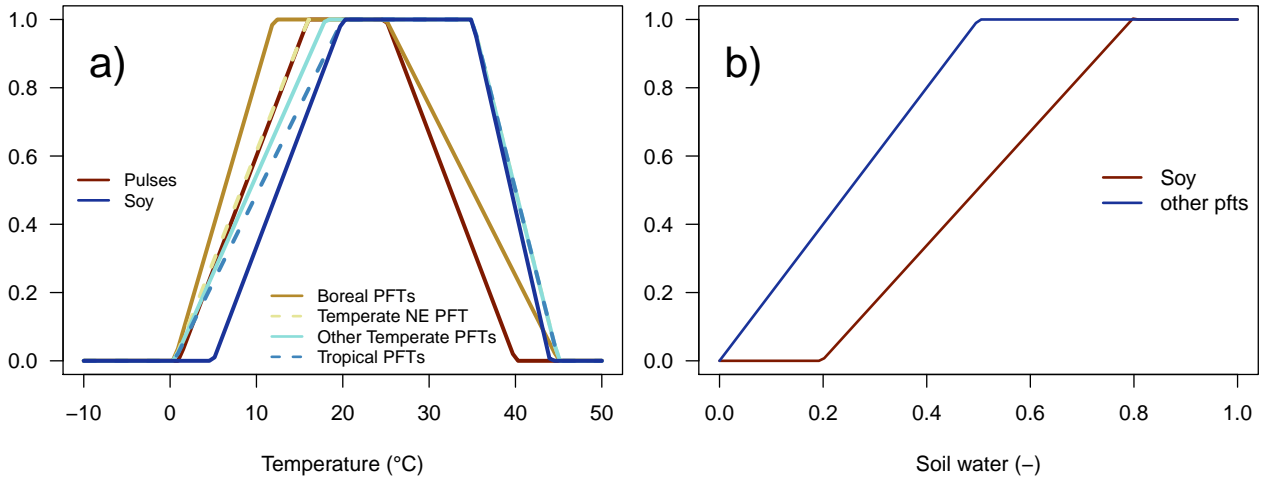 a)
1.0
0.8
0.6
0.4
0.2
0.0
Pulses
Soy
Boreal PFTs
Temperate NE PFT
Other Temperate PFTs
Tropical PFTs
−10 0 10 20 30 40 50
Temperature (°C)
b)
1.0
0.8
0.6
0.4
0.2
0.0
Soy
other pfts
0.0 0.2 0.4 0.6 0.8 1.0
Soil water (−)